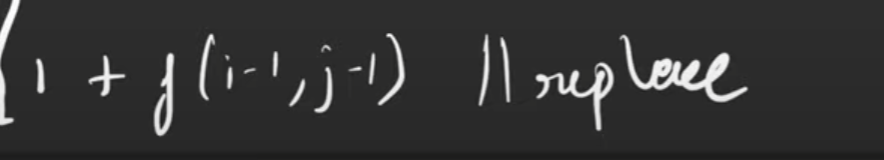 { 1 + f(i-1, j-1) // replace